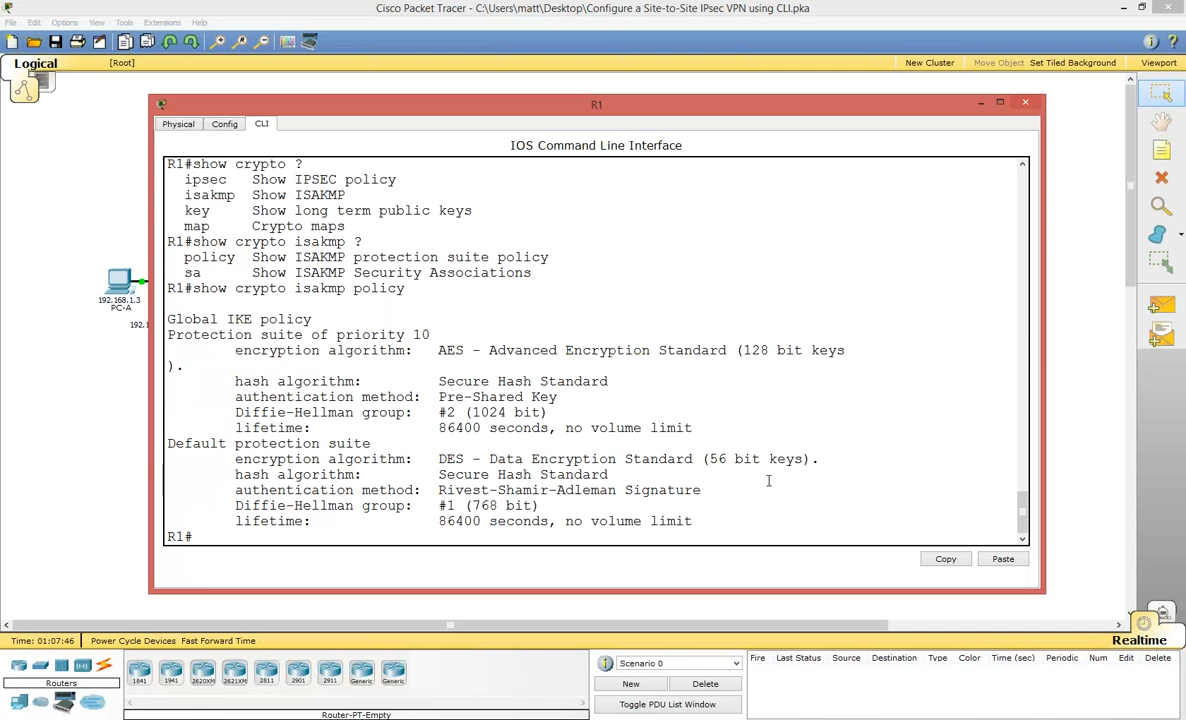 Cisco Packet Tracer - C:\Users\matt\Desktop\Configure a Site-to-Site IPsec VPN using CLI.pka
File Edit Options View Tools Extensions Help
Logical [Root] New Cluster Move Object Set Tiled Background Viewport
R1
Physical Config CLI
IOS Command Line Interface
R1#show crypto ?
ipsec Show IPSEC policy
isakmp Show ISAKMP
key Show long term public keys
map Crypto maps
R1#show crypto isakmp ?
policy Show ISAKMP protection suite policy
sa Show ISAKMP Security Associations
R1#show crypto isakmp policy
Global IKE policy
Protection suite of priority 10
encryption algorithm: AES - Advanced Encryption Standard (128 bit keys
).
hash algorithm: Secure Hash Standard
authentication method: Pre-Shared Key
Diffie-Hellman group: #2 (1024 bit)
lifetime: 86400 seconds, no volume limit
Default protection suite
encryption algorithm: DES - Data Encryption Standard (56 bit keys).
hash algorithm: Secure Hash Standard
authentication method: Rivest-Shamir-Adleman Signature
Diffie-Hellman group: #1 (768 bit)
lifetime: 86400 seconds, no volume limit
R1#
Copy Paste
192.168.1.3
PC-A
192.1
Time: 01:07:46 Power Cycle Devices Fast Forward Time Realtime
Routers
1841 1941 2620XM 2621XM 2811 2901 2911 Generic Generic
Router-PT-Empty
Scenario 0
New Delete
Toggle PDU List Window
Fire Last Status Source Destination Type Color Time (sec) Periodic Num Edit Delete